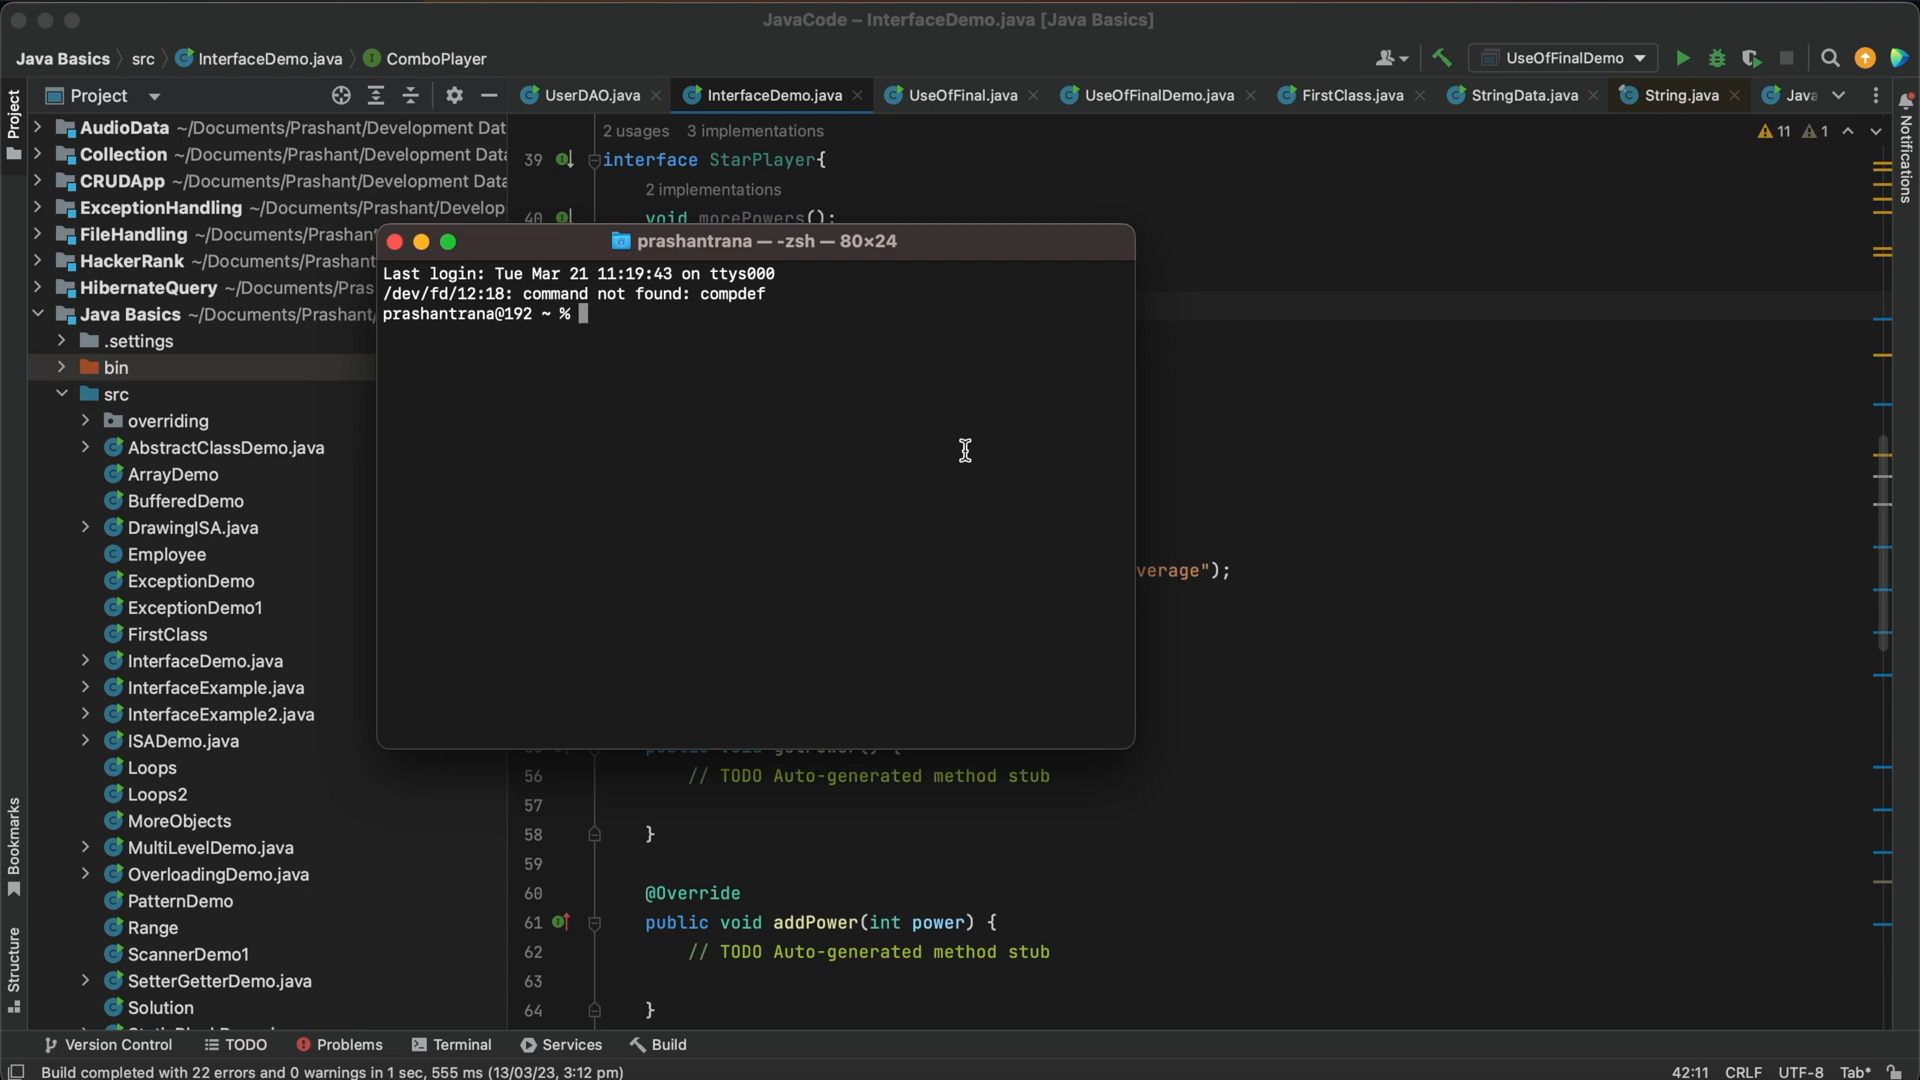 JavaCode – InterfaceDemo.java [Java Basics]
Java Basics src InterfaceDemo.java ComboPlayer
UseOfFinalDemo
Project
UserDAO.java InterfaceDemo.java UseOfFinal.java UseOfFinalDemo.java FirstClass.java StringData.java String.java Java
Project
Notifications
AudioData ~/Documents/Prashant/Development Dat
Collection ~/Documents/Prashant/Development Data
CRUDApp ~/Documents/Prashant/Development Data
ExceptionHandling ~/Documents/Prashant/Develop
FileHandling ~/Documents/Prashant/
HackerRank ~/Documents/Prashant
HibernateQuery ~/Documents/Pras
Java Basics ~/Documents/Prashant/
.settings
bin
src
overriding
AbstractClassDemo.java
ArrayDemo
BufferedDemo
DrawingISA.java
Employee
ExceptionDemo
ExceptionDemo1
FirstClass
InterfaceDemo.java
InterfaceExample.java
InterfaceExample2.java
ISADemo.java
Loops
Loops2
MoreObjects
MultiLevelDemo.java
OverloadingDemo.java
PatternDemo
Range
ScannerDemo1
SetterGetterDemo.java
Solution
Bookmarks
Structure
2 usages 3 implementations
11 1
39 interface StarPlayer{
2 implementations
40 void morePowers();
prashantrana — -zsh — 80×24
Last login: Tue Mar 21 11:19:43 on ttys000
/dev/fd/12:18: command not found: compdef
prashantrana@192 ~ %
verage");
56 // TODO Auto-generated method stub
57
58 }
59
60 @Override
61 public void addPower(int power) {
62 // TODO Auto-generated method stub
63
64 }
Version Control TODO Problems Terminal Services Build
Build completed with 22 errors and 0 warnings in 1 sec, 555 ms (13/03/23, 3:12 pm)
42:11 CRLF UTF-8 Tab*